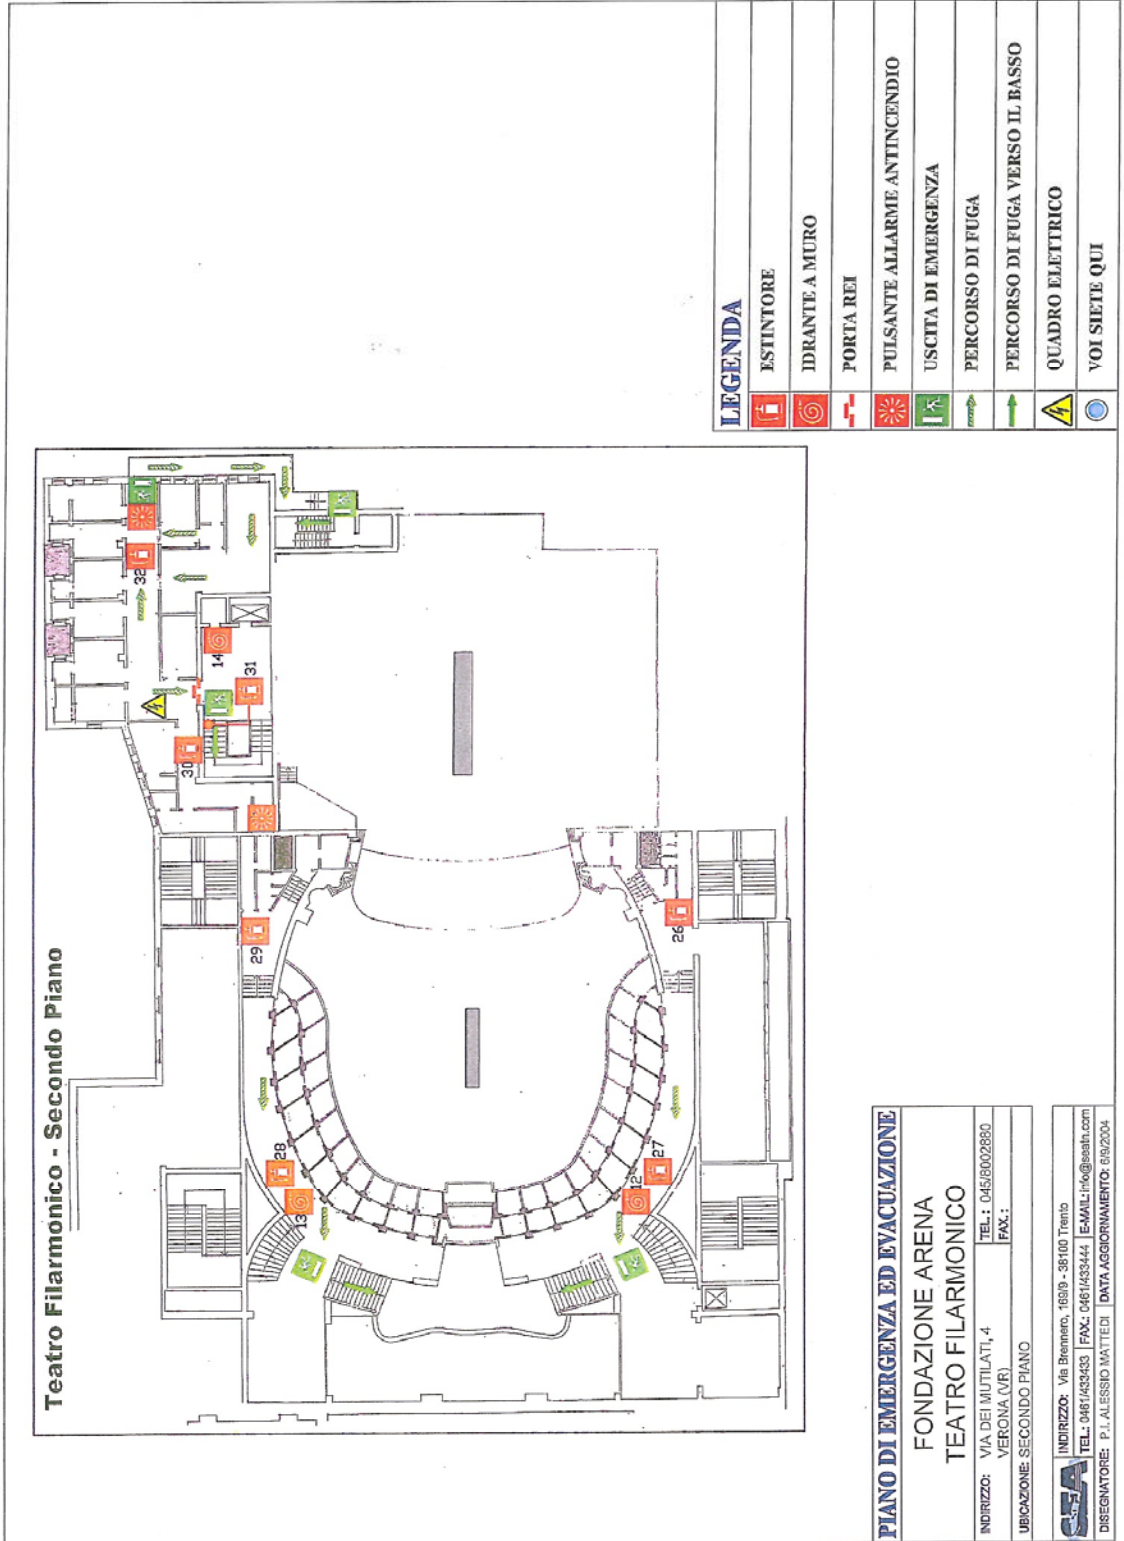 Teatro Filarmonico - Secondo Piano
32
14
31
30
29
26
28
13
27
12
LEGENDA
ESTINTORE
IDRANTE A MURO
PORTA REI
PULSANTE ALLARME ANTINCENDIO
USCITA DI EMERGENZA
PERCORSO DI FUGA
PERCORSO DI FUGA VERSO IL BASSO
QUADRO ELETTRICO
VOI SIETE QUI
PIANO DI EMERGENZA ED EVACUAZIONE
FONDAZIONE ARENA
TEATRO FILARMONICO
INDIRIZZO: VIA DEI MUTILATI, 4 TEL.: 045/8002880
VERONA (VR) FAX.:
UBICAZIONE: SECONDO PIANO
SEA
INDIRIZZO: Via Brennero, 169/9 - 38100 Trento
TEL.: 0461/433433 FAX.: 0461/433444 E-MAIL: info@seatn.com
DISEGNATORE: P.I. ALESSIO MATTEDI DATA AGGIORNAMENTO: 6/9/2004